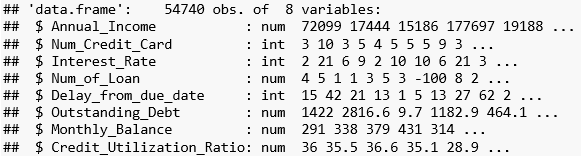 ## 'data.frame':    54740 obs. of  8 variables:
##  $ Annual_Income           : num  72099 17444 15186 177697 19188 ...
##  $ Num_Credit_Card         : int  3 10 3 5 4 5 5 5 9 3 ...
##  $ Interest_Rate           : num  2 21 6 9 2 10 10 6 21 3 ...
##  $ Num_of_Loan             : num  4 5 1 1 3 5 3 -100 8 2 ...
##  $ Delay_from_due_date     : int  15 42 21 13 1 5 13 27 62 2 ...
##  $ Outstanding_Debt        : num  1422 2816.6 9.7 1182.9 464.1 ...
##  $ Monthly_Balance         : num  291 338 379 431 314 ...
##  $ Credit_Utilization_Ratio: num  36 35.5 36.6 35.1 28.9 ...